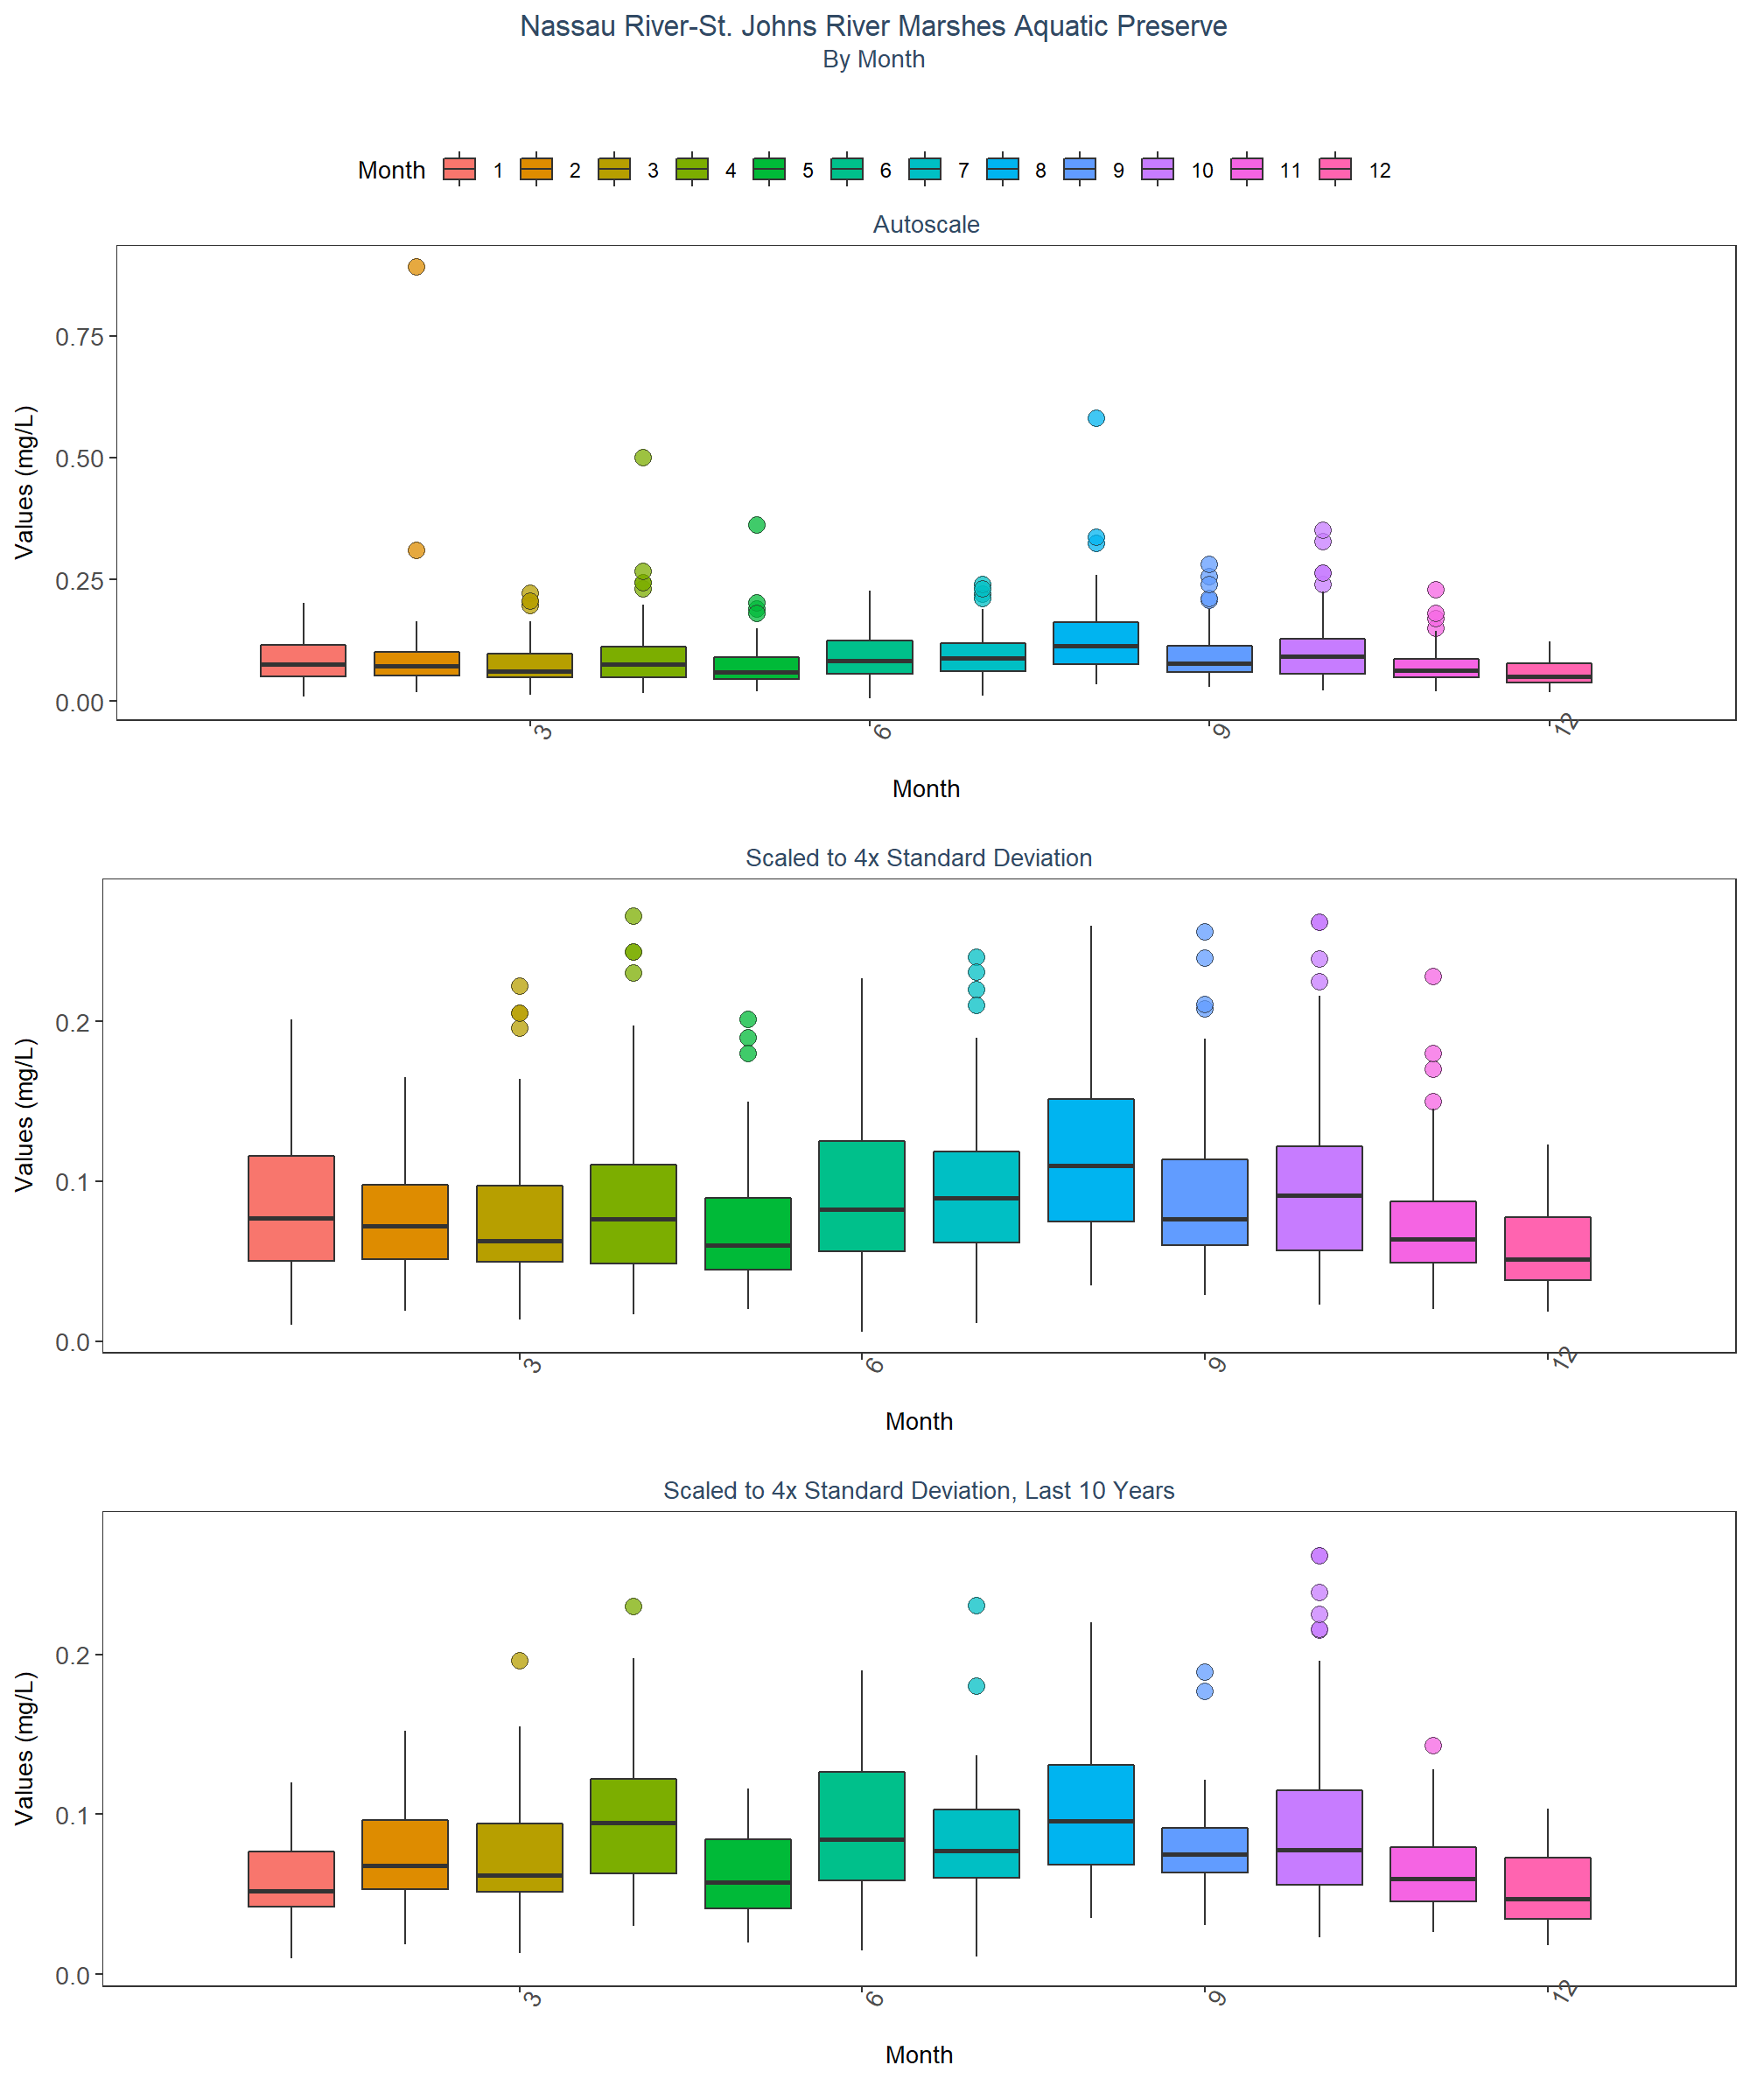 Nassau River-St. Johns River Marshes Aquatic Preserve
By Month
Month 1 2 3 4 5 6 7 8 9 10 11 12
Autoscale
Values (mg/L)
0.75
0.50
0.25
0.00
3 6 9 12
Month
Scaled to 4x Standard Deviation
Values (mg/L)
0.2
0.1
0.0
3 6 9 12
Month
Scaled to 4x Standard Deviation, Last 10 Years
Values (mg/L)
0.2
0.1
0.0
3 6 9 12
Month